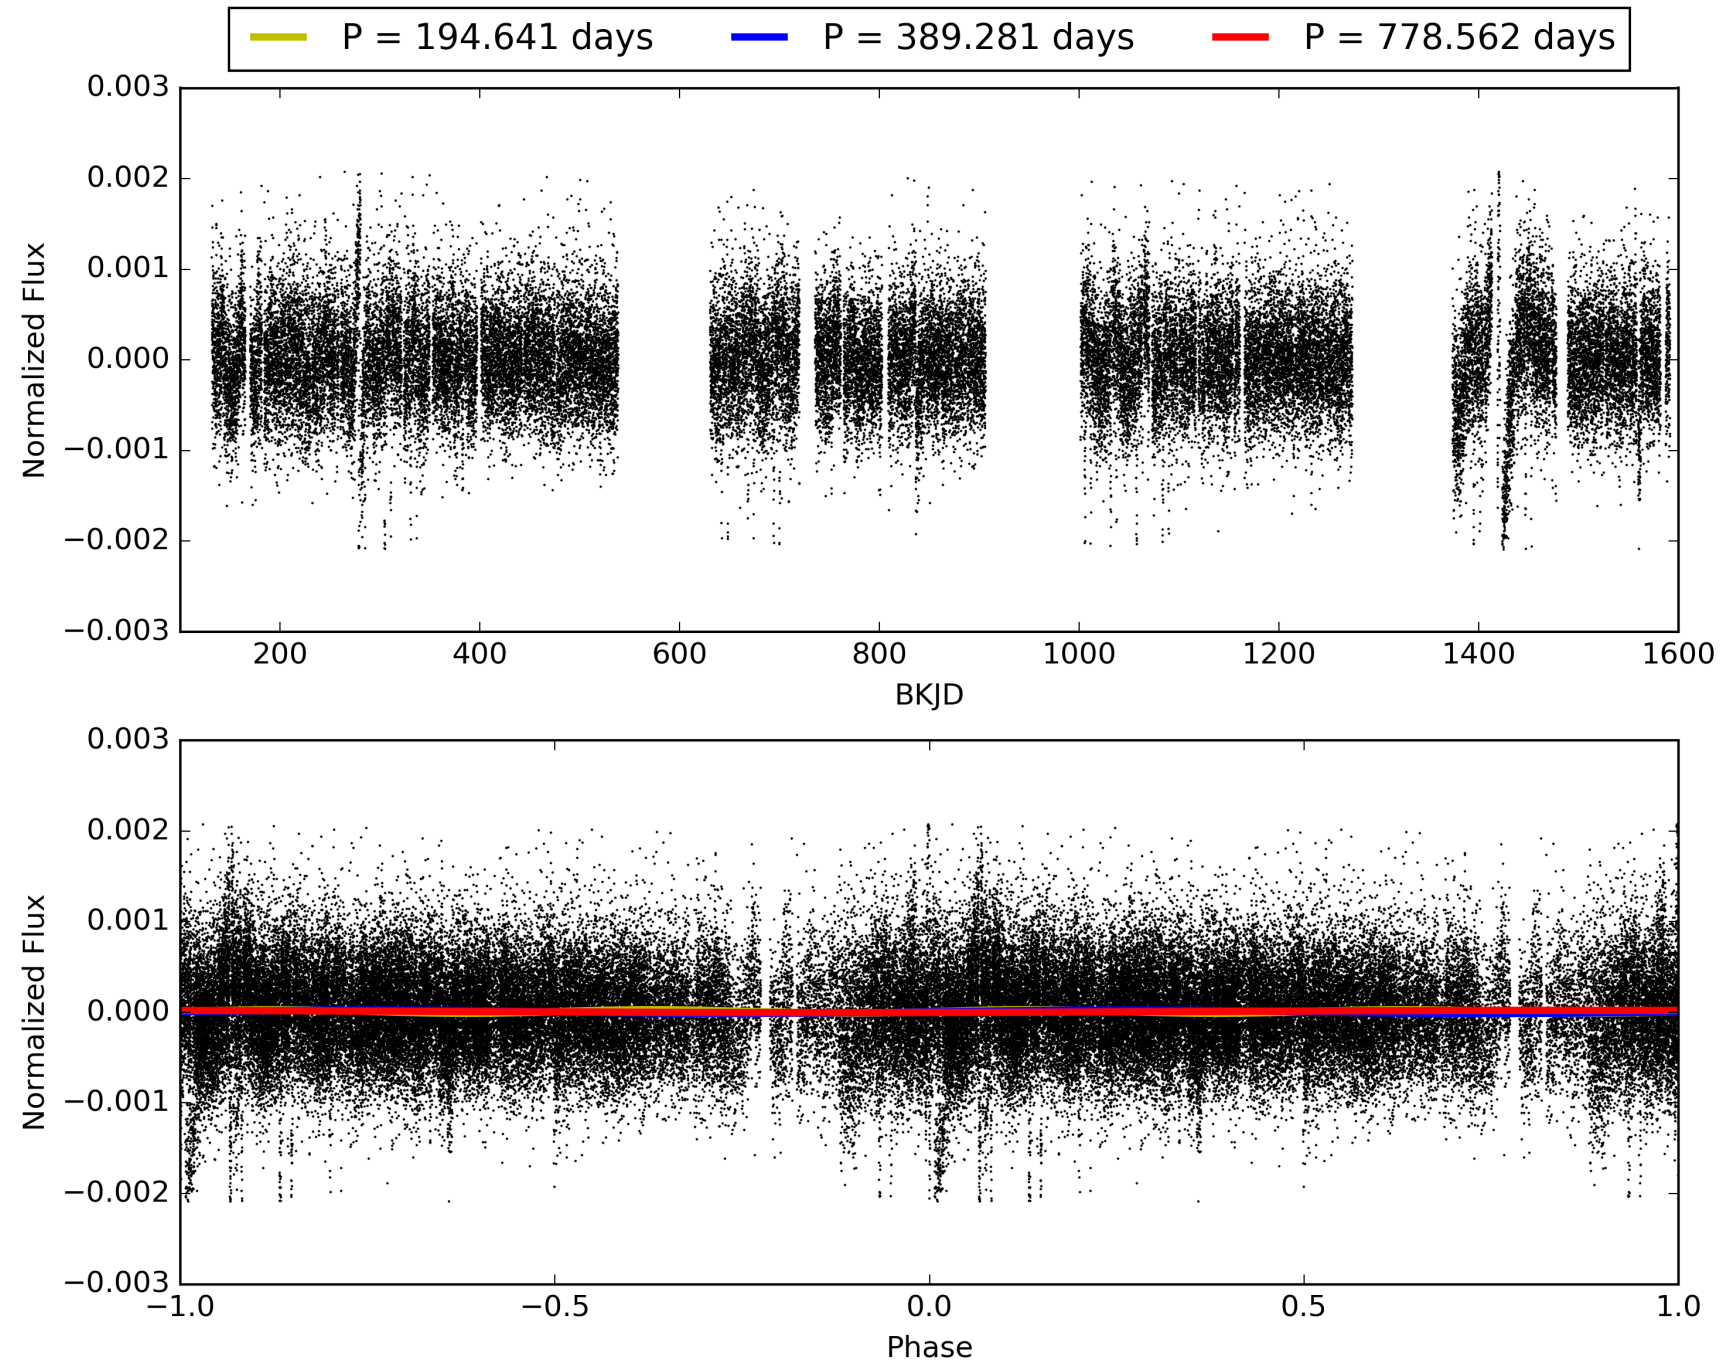 P = 194.641 days P = 389.281 days P = 778.562 days
0.003
0.002
0.001
0.000
−0.001
−0.002
−0.003
Normalized Flux
200 400 600 800 1000 1200 1400 1600
BKJD
0.003
0.002
0.001
0.000
−0.001
−0.002
−0.003
Normalized Flux
−1.0 −0.5 0.0 0.5 1.0
Phase